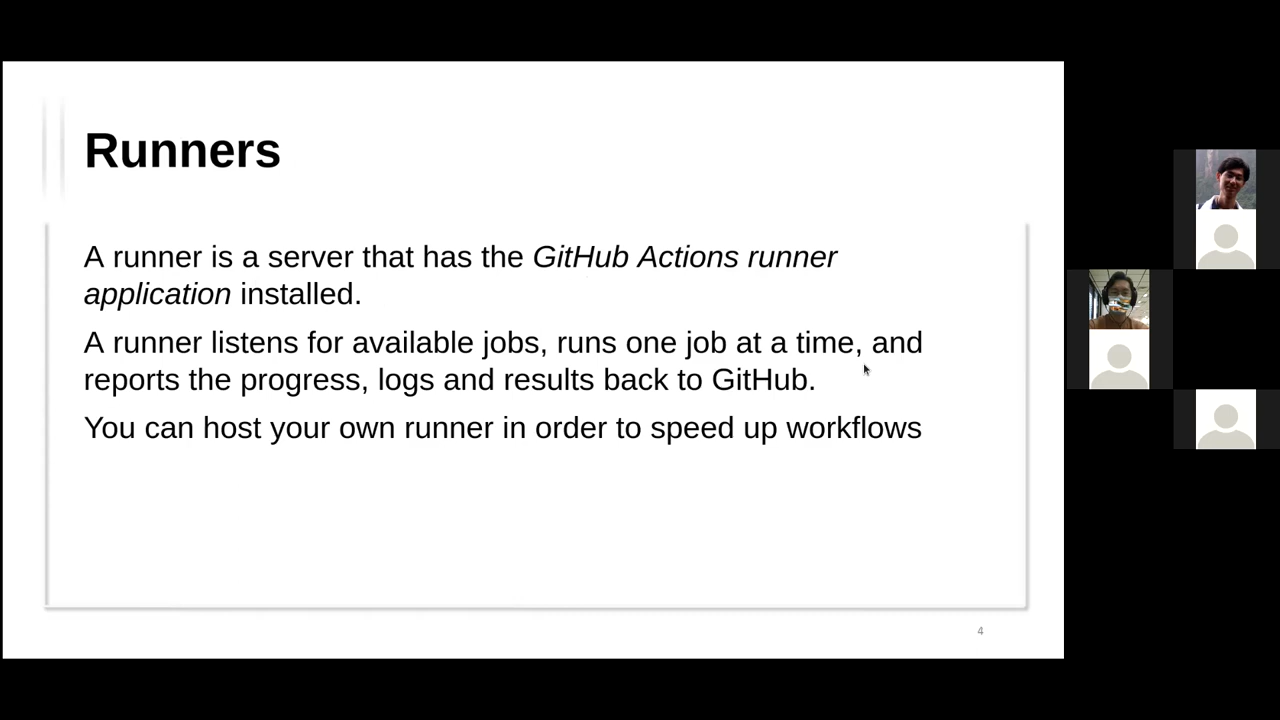 Runners
A runner is a server that has the GitHub Actions runner
application installed.
A runner listens for available jobs, runs one job at a time, and
reports the progress, logs and results back to GitHub.
You can host your own runner in order to speed up workflows
4